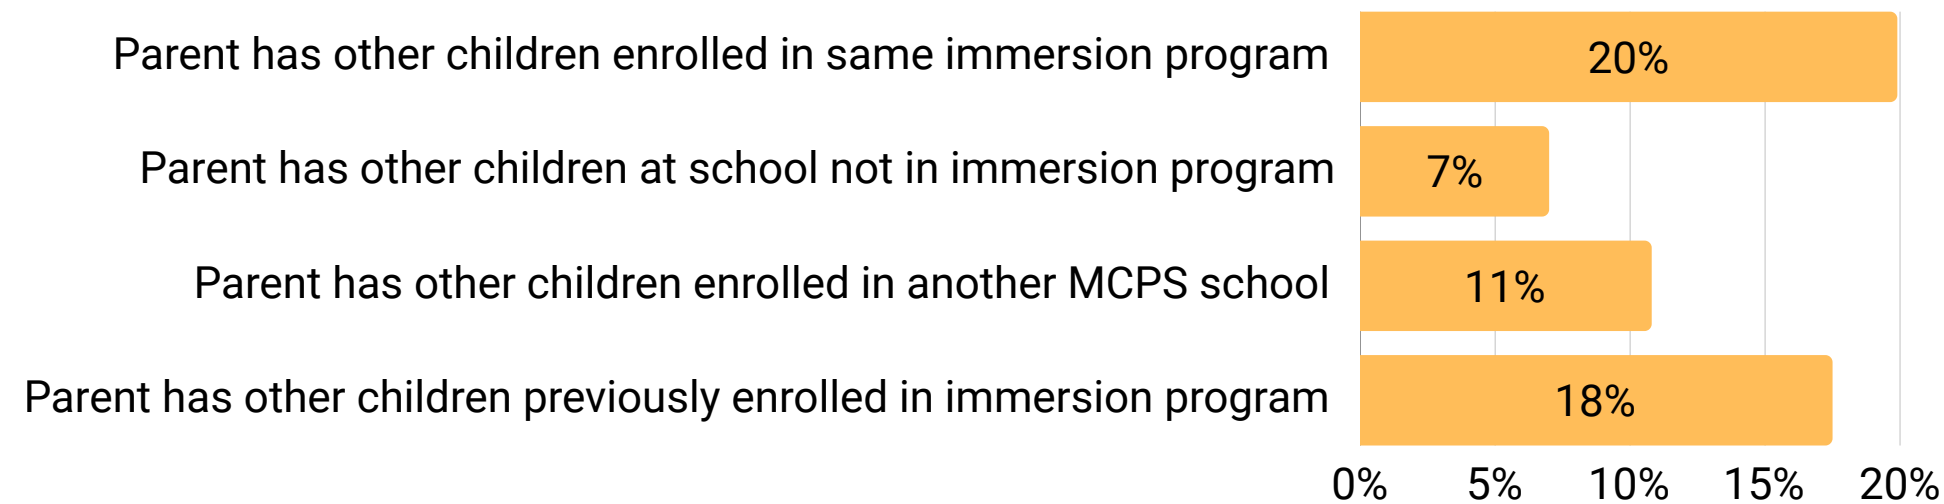 Parent has other children enrolled in same immersion program
20%
Parent has other children at school not in immersion program
7%
Parent has other children enrolled in another MCPS school
11%
Parent has other children previously enrolled in immersion program
18%
0% 5% 10% 15% 20%